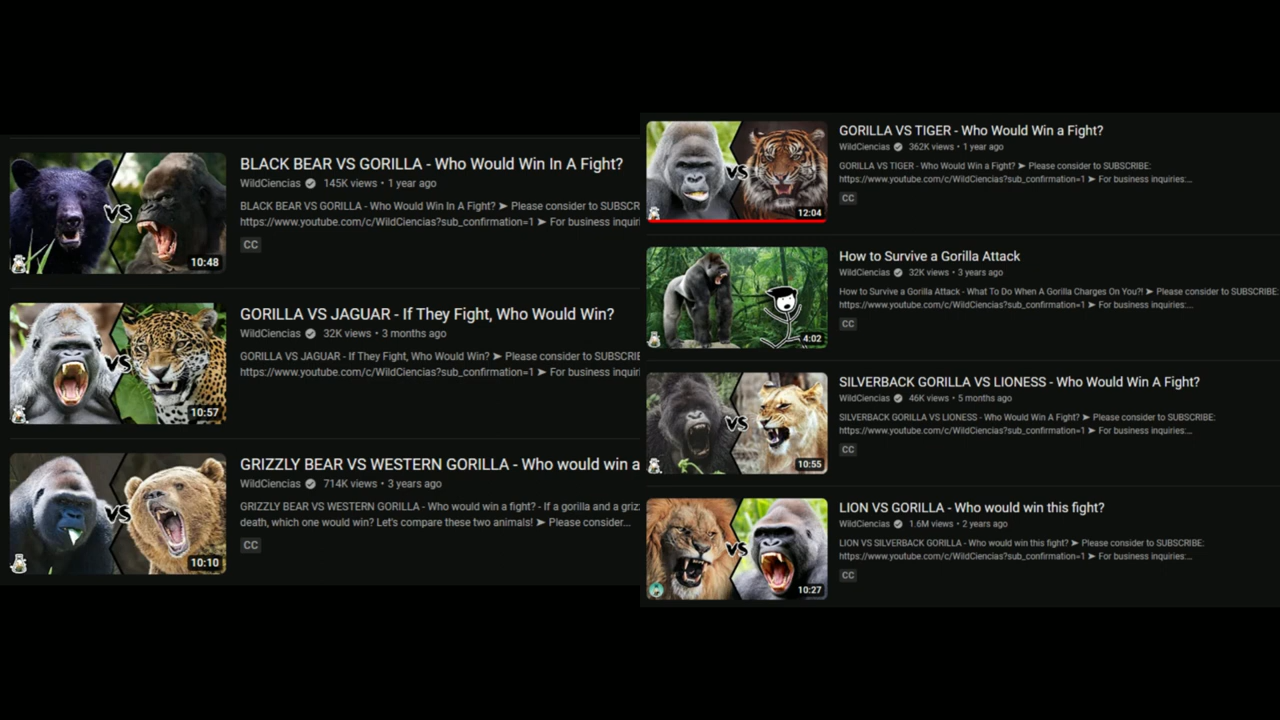 BLACK BEAR VS GORILLA - Who Would Win In A Fight?
WildCiencias 145K views • 1 year ago
BLACK BEAR VS GORILLA - Who Would Win In A Fight? ➤ Please consider to SUBSCR
https://www.youtube.com/c/WildCiencias?sub_confirmation=1 ➤ For business inquir
CC
VS
10:48
GORILLA VS JAGUAR - If They Fight, Who Would Win?
WildCiencias 32K views • 3 months ago
GORILLA VS JAGUAR - If They Fight, Who Would Win? ➤ Please consider to SUBSCRI
https://www.youtube.com/c/WildCiencias?sub_confirmation=1 ➤ For business inquir
VS
10:57
GRIZZLY BEAR VS WESTERN GORILLA - Who would win a
WildCiencias 714K views • 3 years ago
GRIZZLY BEAR VS WESTERN GORILLA - Who would win a fight? - If a gorilla and a griz
death, which one would win? Let's compare these two animals! ➤ Please consider...
CC
VS
10:10
GORILLA VS TIGER - Who Would Win a Fight?
WildCiencias 362K views • 1 year ago
GORILLA VS TIGER - Who Would Win a Fight? ➤ Please consider to SUBSCRIBE:
https://www.youtube.com/c/WildCiencias?sub_confirmation=1 ➤ For business inquiries:...
CC
VS
12:04
How to Survive a Gorilla Attack
WildCiencias 32K views • 3 years ago
How to Survive a Gorilla Attack - What To Do When A Gorilla Charges On You?! ➤ Please consider to SUBSCRIBE:
https://www.youtube.com/c/WildCiencias?sub_confirmation=1 ➤ For business inquiries:...
CC
4:02
SILVERBACK GORILLA VS LIONESS - Who Would Win A Fight?
WildCiencias 46K views • 5 months ago
SILVERBACK GORILLA VS LIONESS - Who Would Win A Fight? ➤ Please consider to SUBSCRIBE:
https://www.youtube.com/c/WildCiencias?sub_confirmation=1 ➤ For business inquiries:...
CC
VS
10:55
LION VS GORILLA - Who would win this fight?
WildCiencias 1.6M views • 2 years ago
LION VS SILVERBACK GORILLA - Who would win this fight? ➤ Please consider to SUBSCRIBE:
https://www.youtube.com/c/WildCiencias?sub_confirmation=1 ➤ For business inquiries:...
CC
VS
10:27